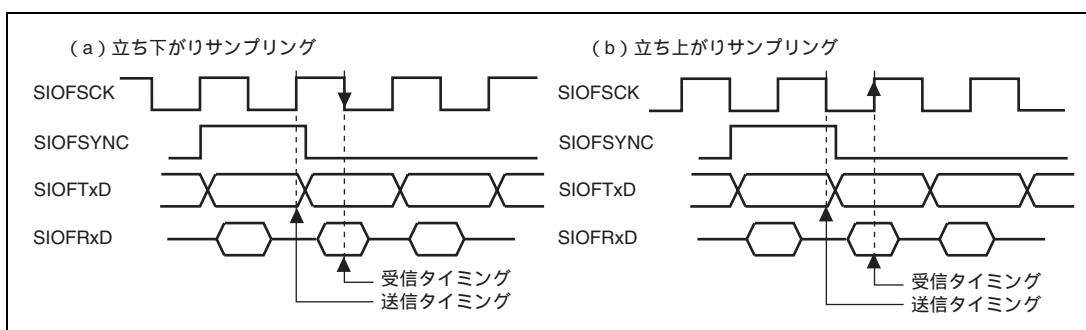 (a)立ち下がりサンプリング
SIOFSCK
SIOFSYNC
SIOFTxD
SIOFRxD
受信タイミング
送信タイミング
(b)立ち上がりサンプリング
SIOFSCK
SIOFSYNC
SIOFTxD
SIOFRxD
受信タイミング
送信タイミング